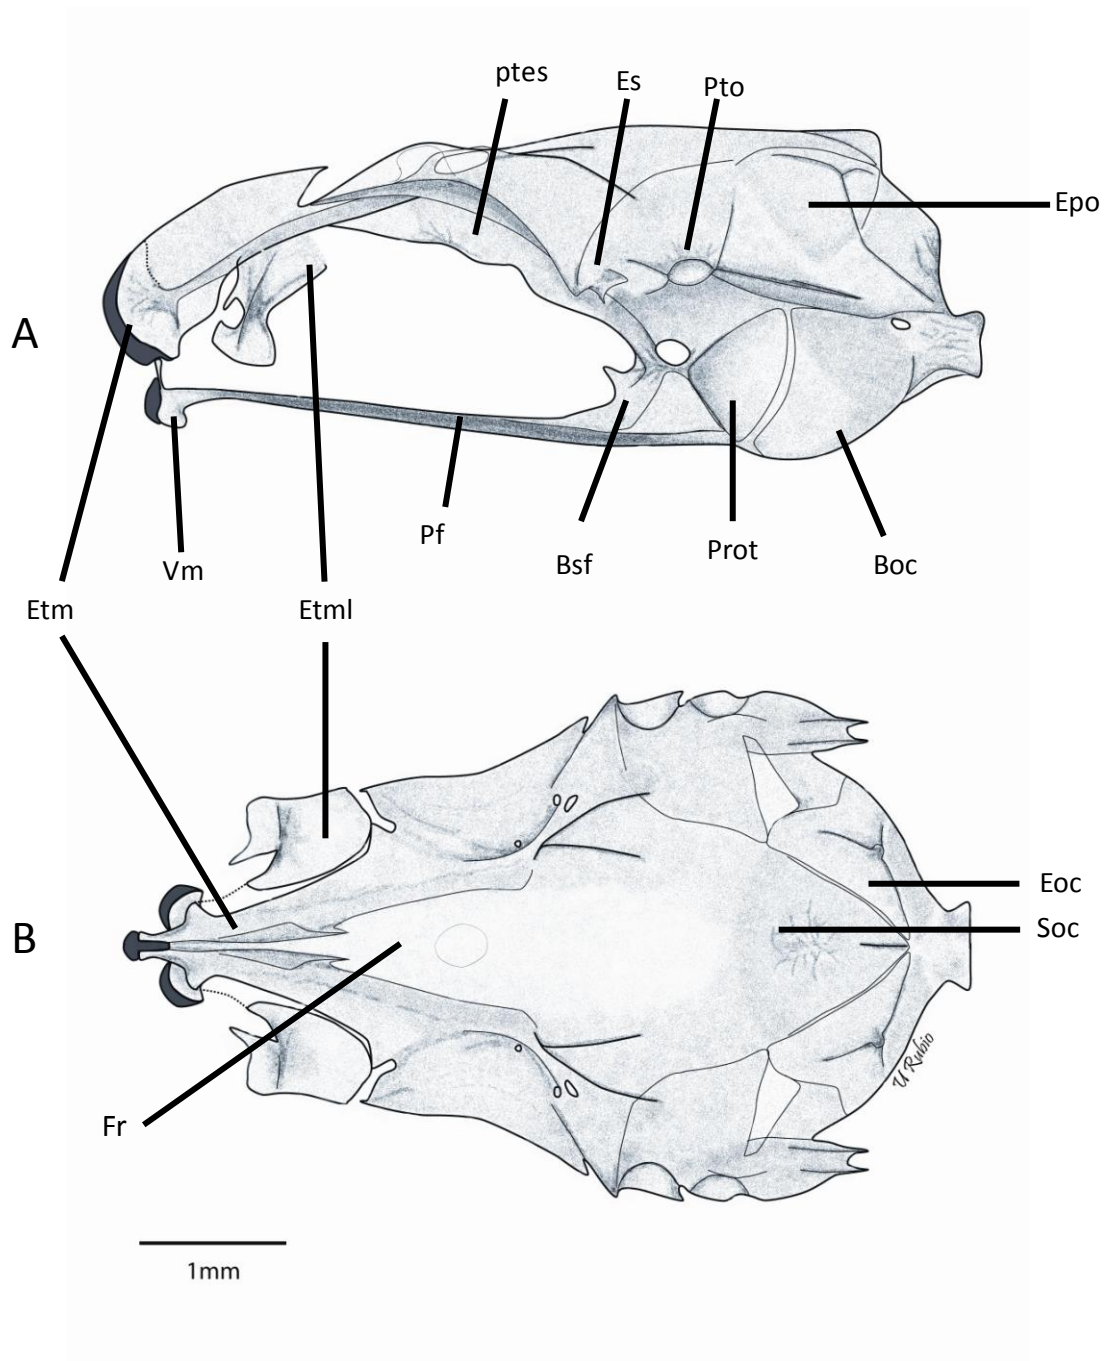 ptes Es Pto
Epo
A
Pf
Vm
Bsf
Prot
Boc
Etm
Etml
B
Eoc
Soc
U Rubio
Fr
1mm